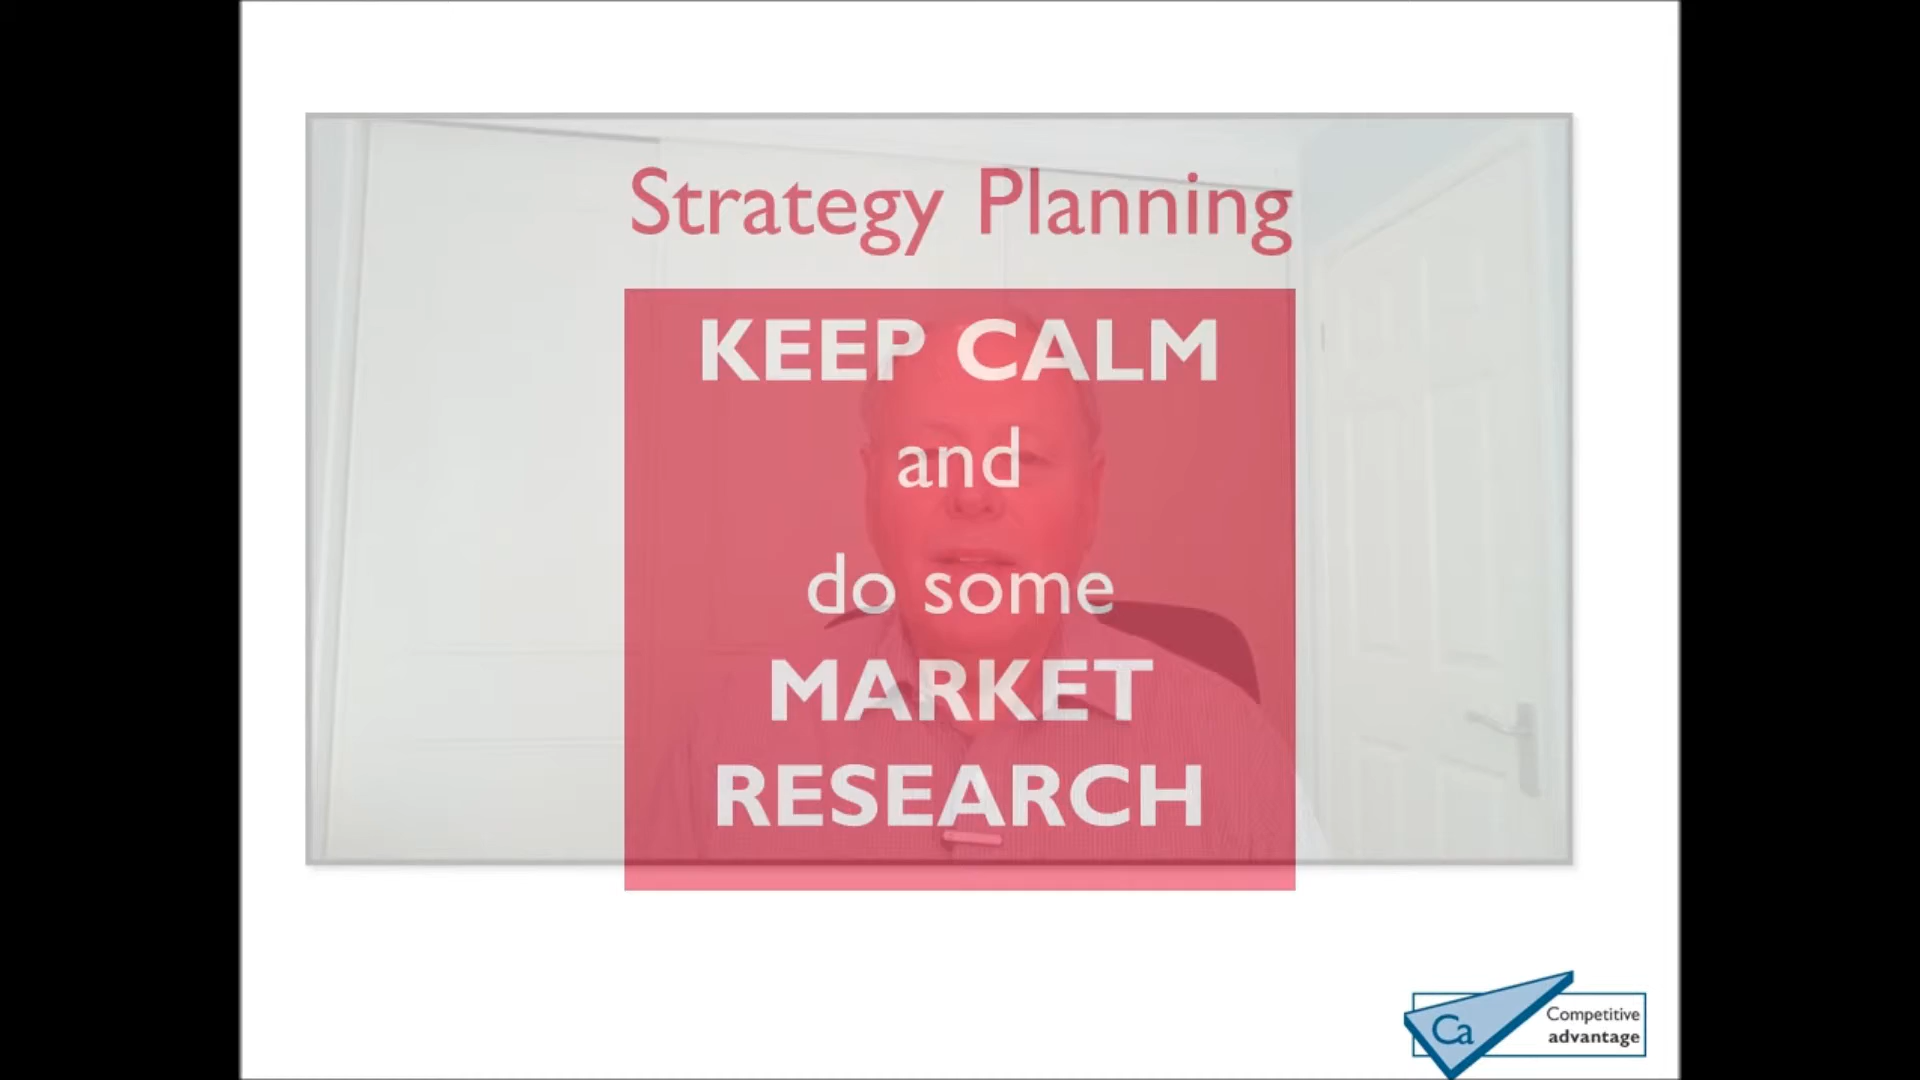 Strategy Planning
KEEP CALM
and
do some
MARKET
RESEARCH
Ca
Competitive
advantage